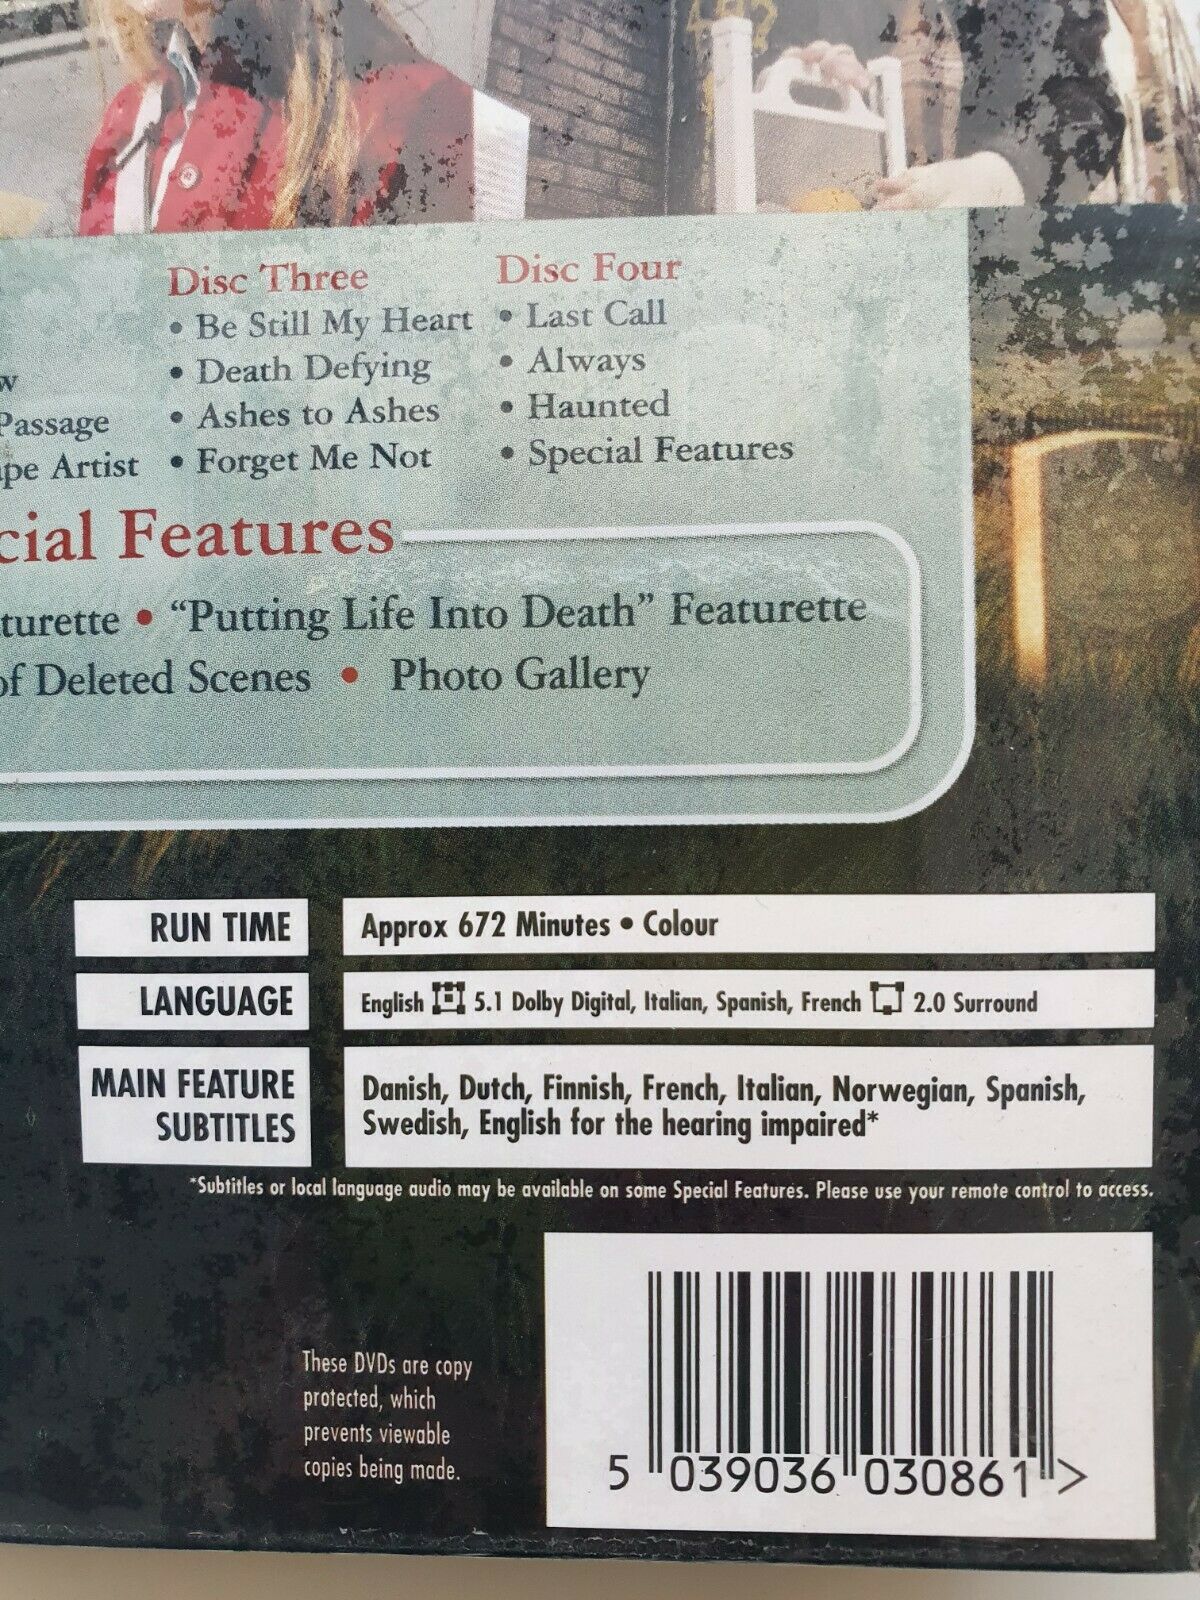 Disc Three
• Be Still My Heart
• Death Defying
• Ashes to Ashes
• Forget Me Not
Disc Four
• Last Call
• Always
• Haunted
• Special Features
w
Passage
pe Artist
cial Features
turette • “Putting Life Into Death” Featurette
of Deleted Scenes • Photo Gallery
RUN TIME
Approx 672 Minutes • Colour
LANGUAGE
English 5.1 Dolby Digital, Italian, Spanish, French 2.0 Surround
MAIN FEATURE
SUBTITLES
Danish, Dutch, Finnish, French, Italian, Norwegian, Spanish,
Swedish, English for the hearing impaired*
*Subtitles or local language audio may be available on some Special Features. Please use your remote control to access.
These DVDs are copy
protected, which
prevents viewable
copies being made.
5 039036 030861 >